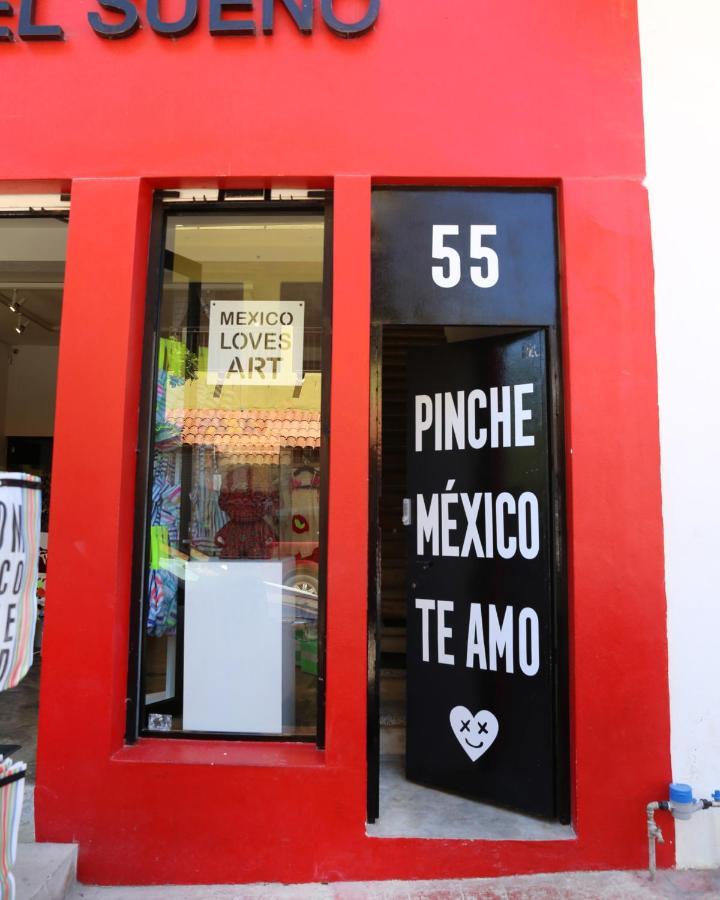 EL SUEÑO
55
MEXICO
LOVES
ART
PINCHE
MÉXICO
TE AMO